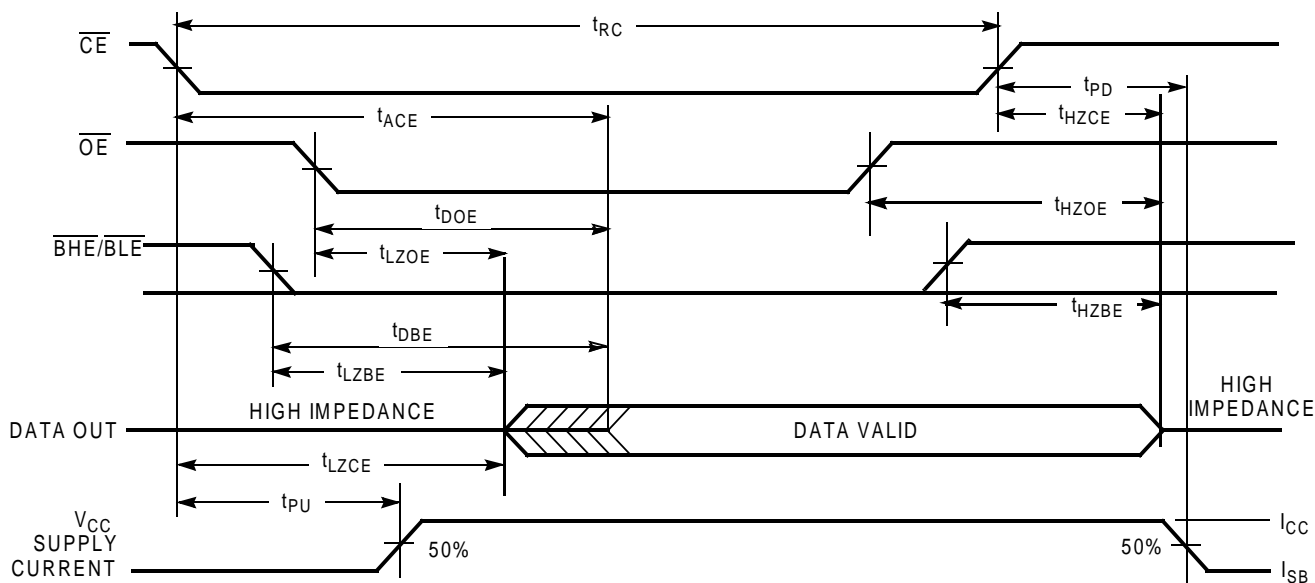 tRC
CE
tPD
tHZCE
tACE
OE
tHZOE
tDOE
BHE/BLE
tLZOE
tHZBE
tDBE
tLZBE
HIGH IMPEDANCE
HIGH
IMPEDANCE
DATA OUT
DATA VALID
tLZCE
tPU
VCC
SUPPLY
CURRENT
50%
50%
ICC
ISB